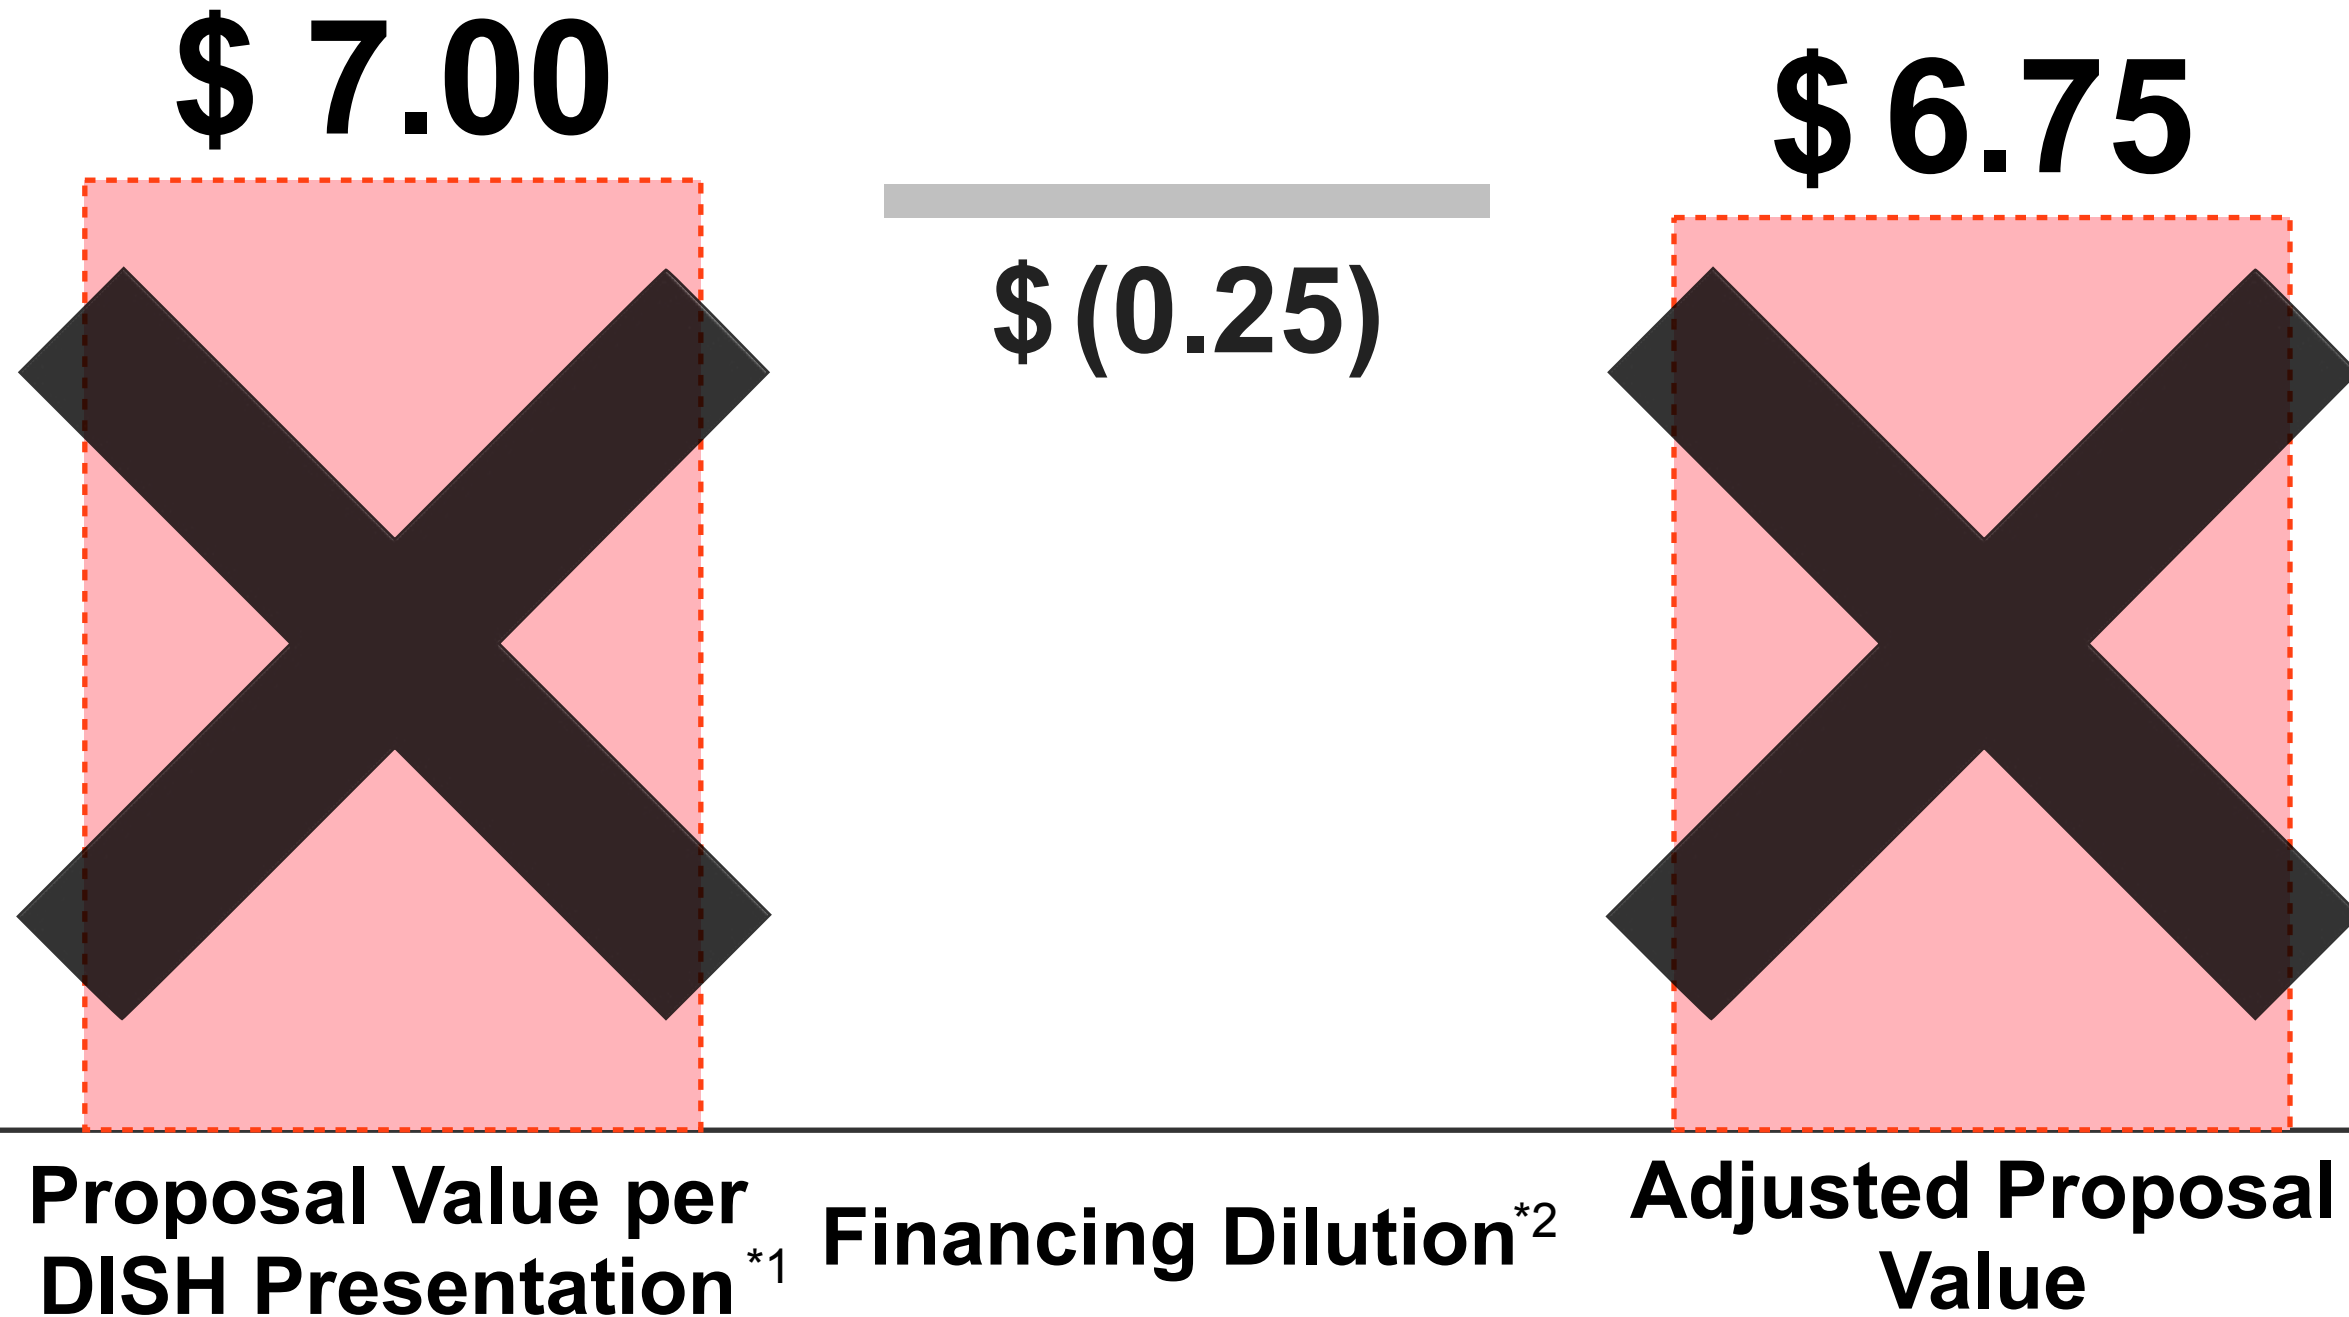 $ 7.00
$ (0.25)
$ 6.75
Proposal Value per
DISH Presentation *1
Financing Dilution*2
Adjusted Proposal
Value